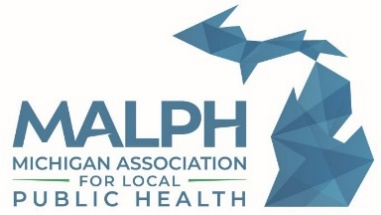 MALPH
MICHIGAN ASSOCIATION
FOR LOCAL
PUBLIC HEALTH